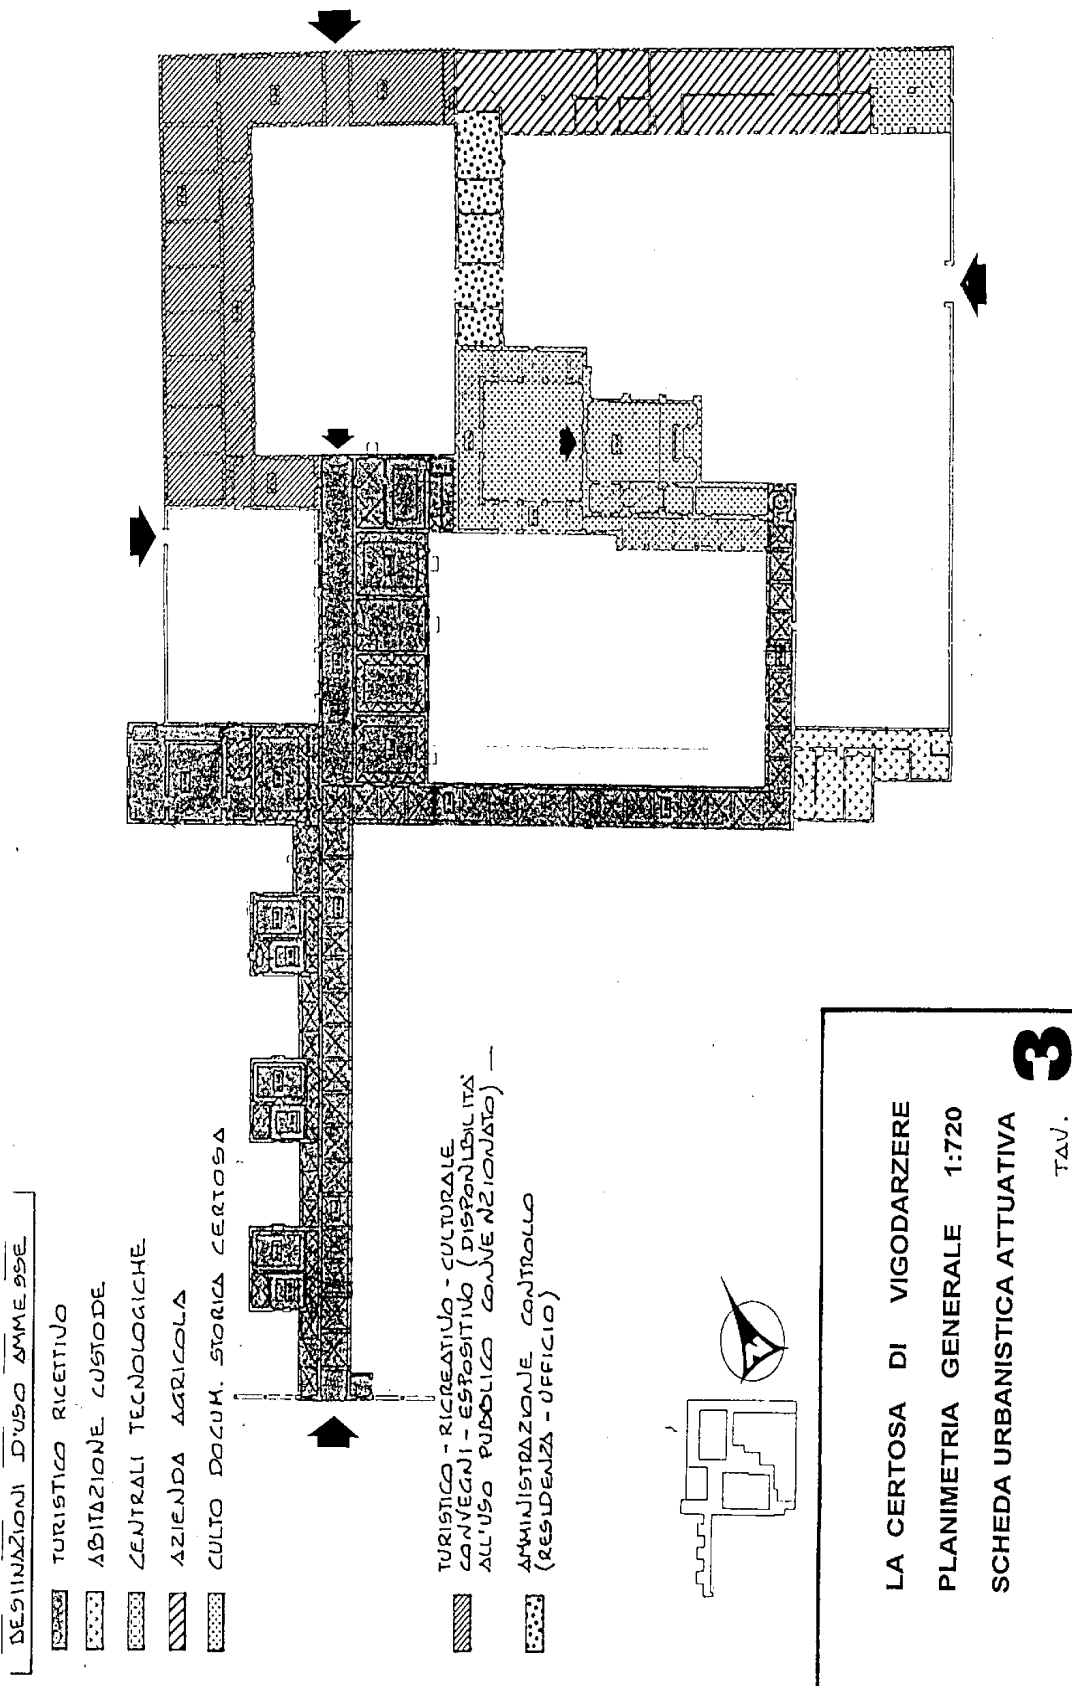 DESTINAZIONI D'USO AMMESSE
TURISTICO RICETTIVO
ABITAZIONE CUSTODE
CENTRALI TECNOLOGICHE
AZIENDA AGRICOLA
CULTO DOCUM. STORICA CERTOSA
TURISTICO - RICREATIVO - CULTURALE
CONVEGNI - ESPOSITIVO (DISPONIBILITA'
ALL'USO PUBBLICO CONVENZIONATO) —
AMMINISTRAZIONE CONTROLLO
(RESIDENZA - UFFICIO)
LA CERTOSA DI VIGODARZERE
PLANIMETRIA GENERALE 1:720
SCHEDA URBANISTICA ATTUATIVA
TAV. 3